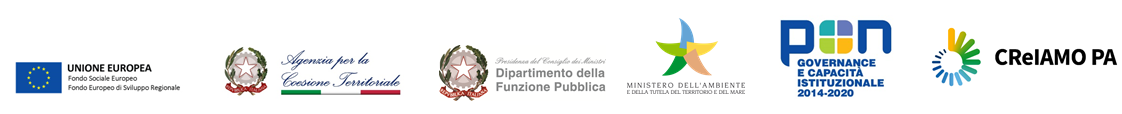 UNIONE EUROPEA
Fondo Sociale Europeo
Fondo Europeo di Sviluppo Regionale
Agenzia per la
Coesione Territoriale
Presidenza del Consiglio dei Ministri
Dipartimento della
Funzione Pubblica
MINISTERO DELL'AMBIENTE
E DELLA TUTELA DEL TERRITORIO E DEL MARE
pon
GOVERNANCE
E CAPACITÀ
ISTITUZIONALE
2014-2020
CReIAMO PA